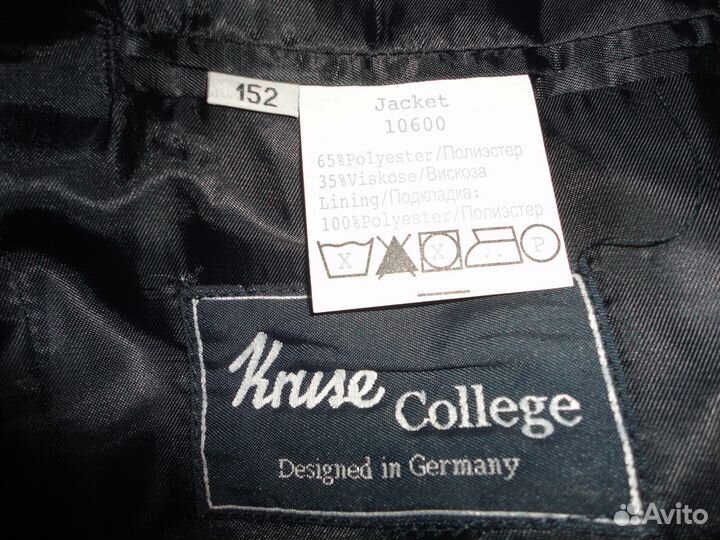 152
Jacket
10600
65%Polyester/Полиэстер
35%Viskose/Вискоза
Lining/Подкладка:
100%Polyester/Полиэстер
X X P
Kruse College
Designed in Germany
Avito